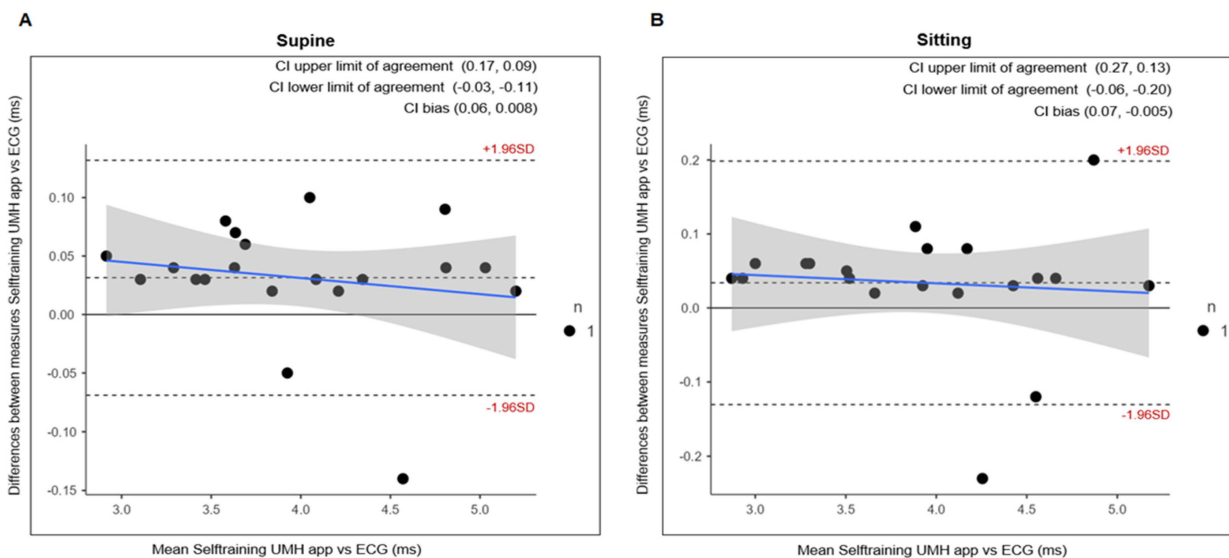 A
Supine
CI upper limit of agreement (0.17, 0.09)
CI lower limit of agreement (-0.03, -0.11)
CI bias (0.06, 0.008)
Differences between measures Selftraining UMH app vs ECG (ms)
+1.96SD
0.10
0.05
0.00
-0.05
-0.10
-0.15
-1.96SD
n
1
3.0 3.5 4.0 4.5 5.0
Mean Selftraining UMH app vs ECG (ms)
B
Sitting
CI upper limit of agreement (0.27, 0.13)
CI lower limit of agreement (-0.06, -0.20)
CI bias (0.07, -0.005)
Differences between measures Selftraining UMH app vs ECG (ms)
+1.96SD
0.2
0.1
0.0
-0.1
-0.2
-1.96SD
n
1
3.0 3.5 4.0 4.5 5.0
Mean Selftraining UMH app vs ECG (ms)